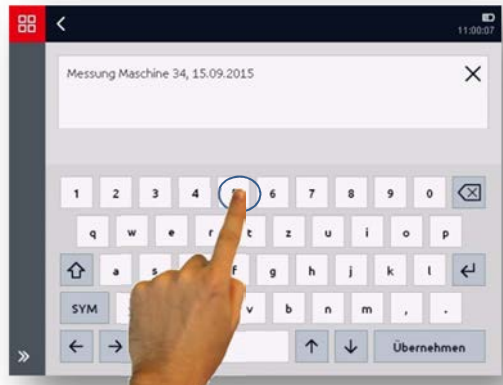 11:00:07
Messung Maschine 34, 15.09.2015
1 2 3 4 6 7 8 9 0
q w e r t z u i o p
a s f g h j k l
SYM v b n m , .
Übernehmen